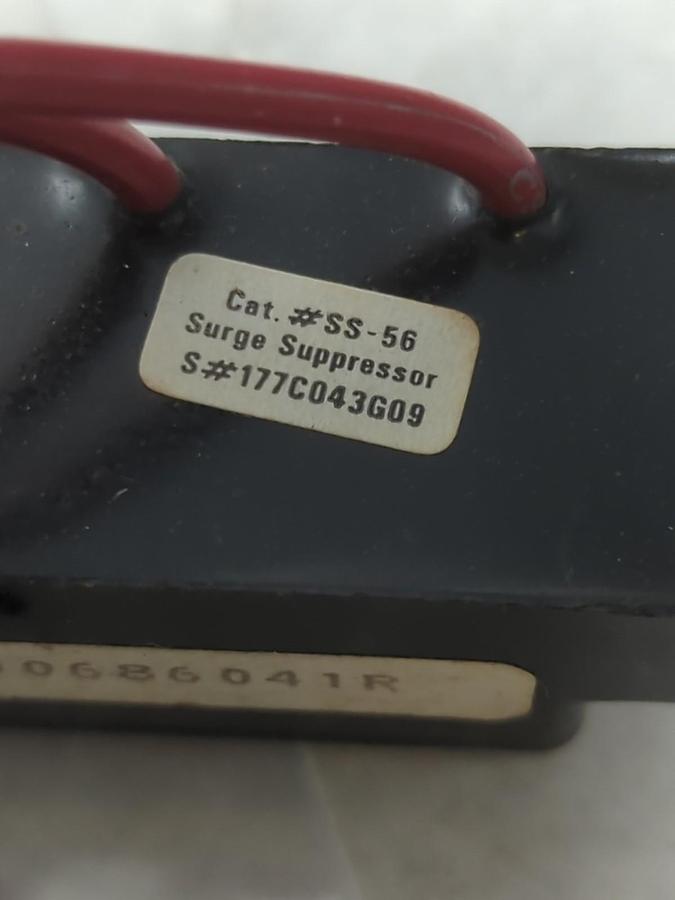 Cat. #SS-56
Surge Suppressor
S#177C043G09
0686041R